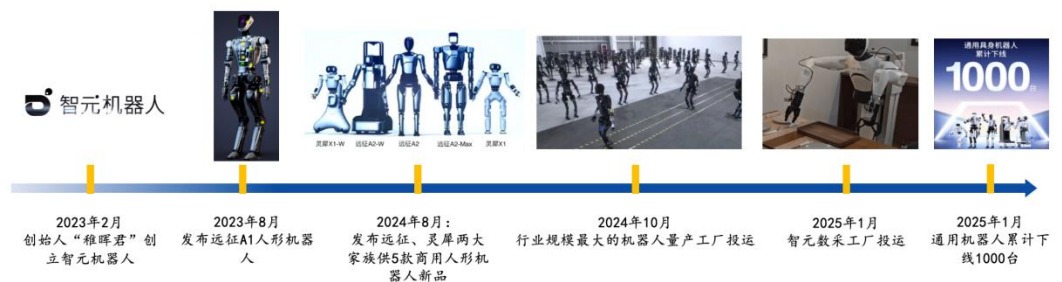 智元机器人
灵犀X1-W 远征A2-W 远征A2 远征A2-Max 灵犀X1
通用具身机器人
累计下线
1000台
2023年2月
创始人“稚晖君”创
立智元机器人
2023年8月
发布远征A1人形机器
人
2024年8月：
发布远征、灵犀两大
家族供5款商用人形机
器人新品
2024年10月
行业规模最大的机器人量产工厂投运
2025年1月
智元数采工厂投运
2025年1月
通用机器人累计下
线1000台